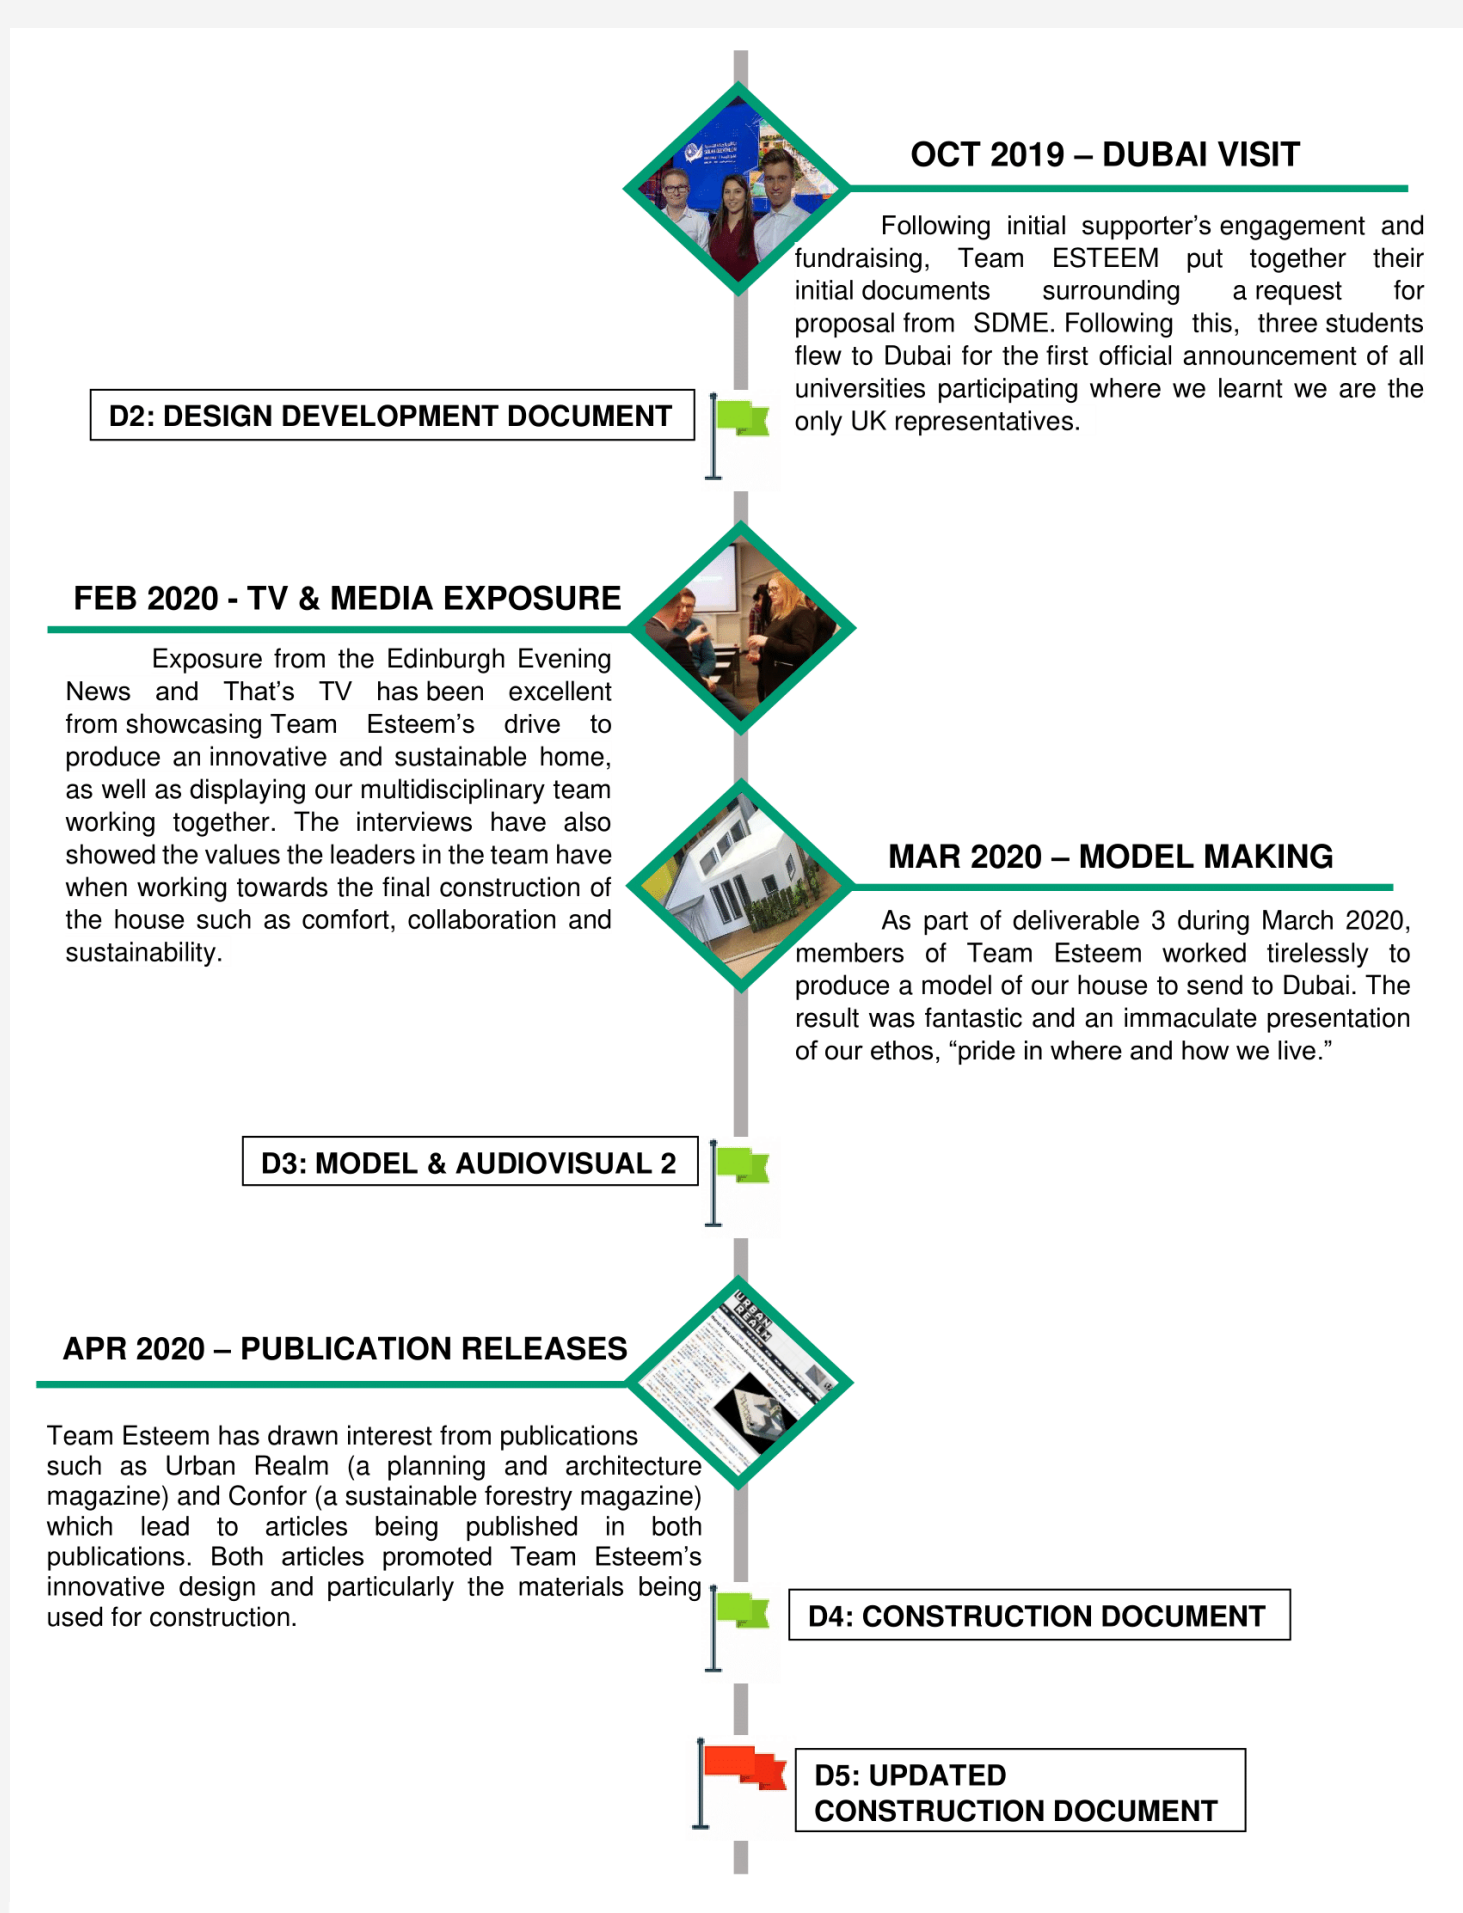 OCT 2019 – DUBAI VISIT
Following initial supporter’s engagement and
fundraising, Team ESTEEM put together their
initial documents surrounding a request for
proposal from SDME. Following this, three students
flew to Dubai for the first official announcement of all
universities participating where we learnt we are the
only UK representatives.
D2: DESIGN DEVELOPMENT DOCUMENT
FEB 2020 - TV & MEDIA EXPOSURE
Exposure from the Edinburgh Evening
News and That’s TV has been excellent
from showcasing Team Esteem’s drive to
produce an innovative and sustainable home,
as well as displaying our multidisciplinary team
working together. The interviews have also
showed the values the leaders in the team have
when working towards the final construction of
the house such as comfort, collaboration and
sustainability.
MAR 2020 – MODEL MAKING
As part of deliverable 3 during March 2020,
members of Team Esteem worked tirelessly to
produce a model of our house to send to Dubai. The
result was fantastic and an immaculate presentation
of our ethos, “pride in where and how we live.”
D3: MODEL & AUDIOVISUAL 2
URBAN
REALM
APR 2020 – PUBLICATION RELEASES
Team Esteem has drawn interest from publications
such as Urban Realm (a planning and architecture
magazine) and Confor (a sustainable forestry magazine)
which lead to articles being published in both
publications. Both articles promoted Team Esteem’s
innovative design and particularly the materials being
used for construction.
D4: CONSTRUCTION DOCUMENT
D5: UPDATED
CONSTRUCTION DOCUMENT